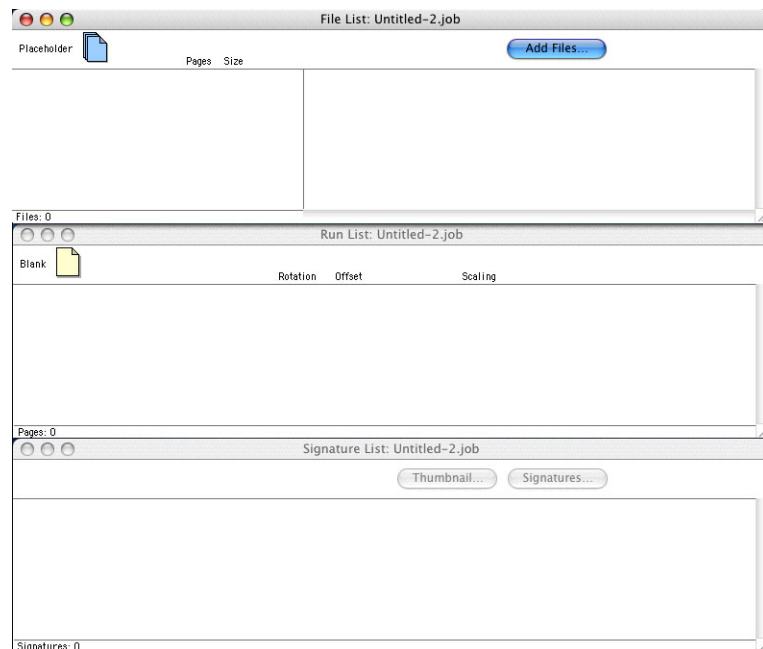 File List: Untitled-2.job
Placeholder
Add Files...
Pages Size
Files: 0
Run List: Untitled-2.job
Blank
Rotation Offset Scaling
Pages: 0
Signature List: Untitled-2.job
Thumbnail... Signatures...
Signatures: 0